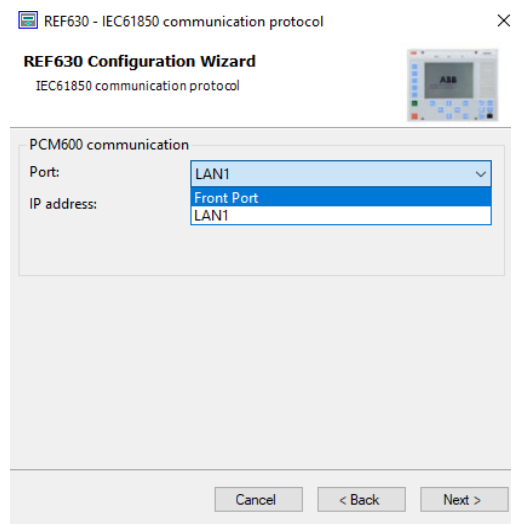 REF630 - IEC61850 communication protocol
REF630 Configuration Wizard
IEC61850 communication protocol
ABB
PCM600 communication
Port:
LAN1
Front Port
IP address:
LAN1
Cancel
< Back
Next >